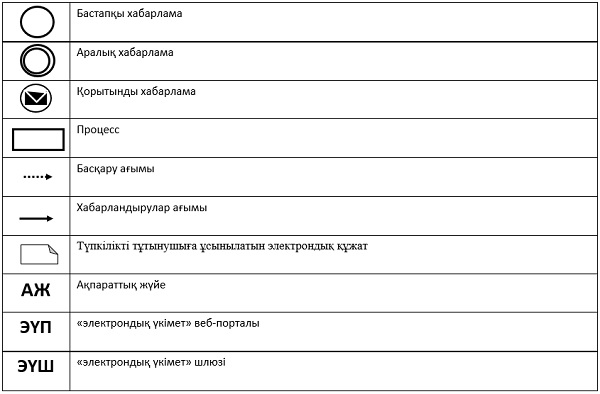 Бастапқы хабарлама
Аралық хабарлама
Қорытынды хабарлама
Процесс
Басқару ағымы
Хабарландырулар ағымы
Түпкілікті тұтынушыға ұсынылатын электрондық құжат
АЖ Ақпараттық жүйе
ЭҮП «электрондық үкімет» веб-порталы
ЭҮШ «электрондық үкімет» шлюзі